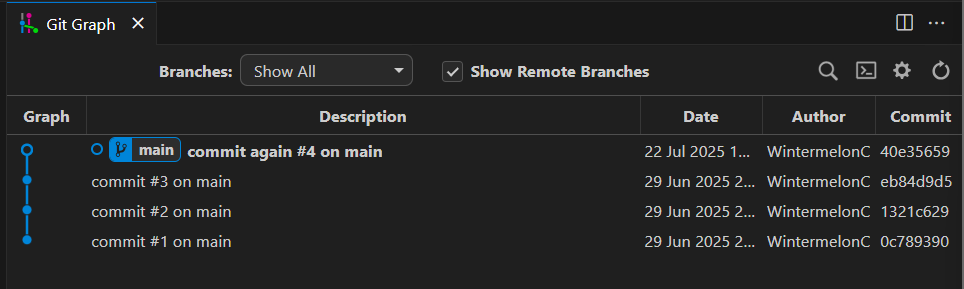 Git Graph
Branches: Show All Show Remote Branches
Graph Description Date Author Commit
main commit again #4 on main 22 Jul 2025 1... WintermelonC 40e35659
commit #3 on main 29 Jun 2025 2... WintermelonC eb84d9d5
commit #2 on main 29 Jun 2025 2... WintermelonC 1321c629
commit #1 on main 29 Jun 2025 2... WintermelonC 0c789390